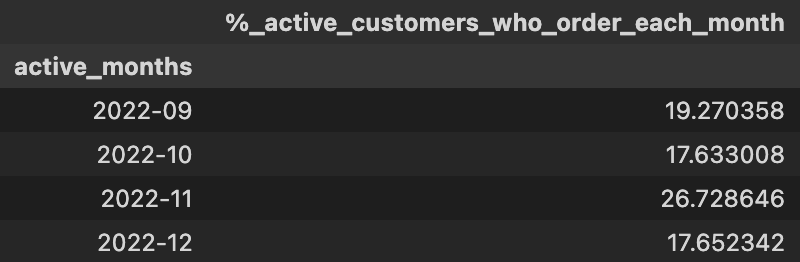 %_active_customers_who_order_each_month
active_months
2022-09 19.270358
2022-10 17.633008
2022-11 26.728646
2022-12 17.652342